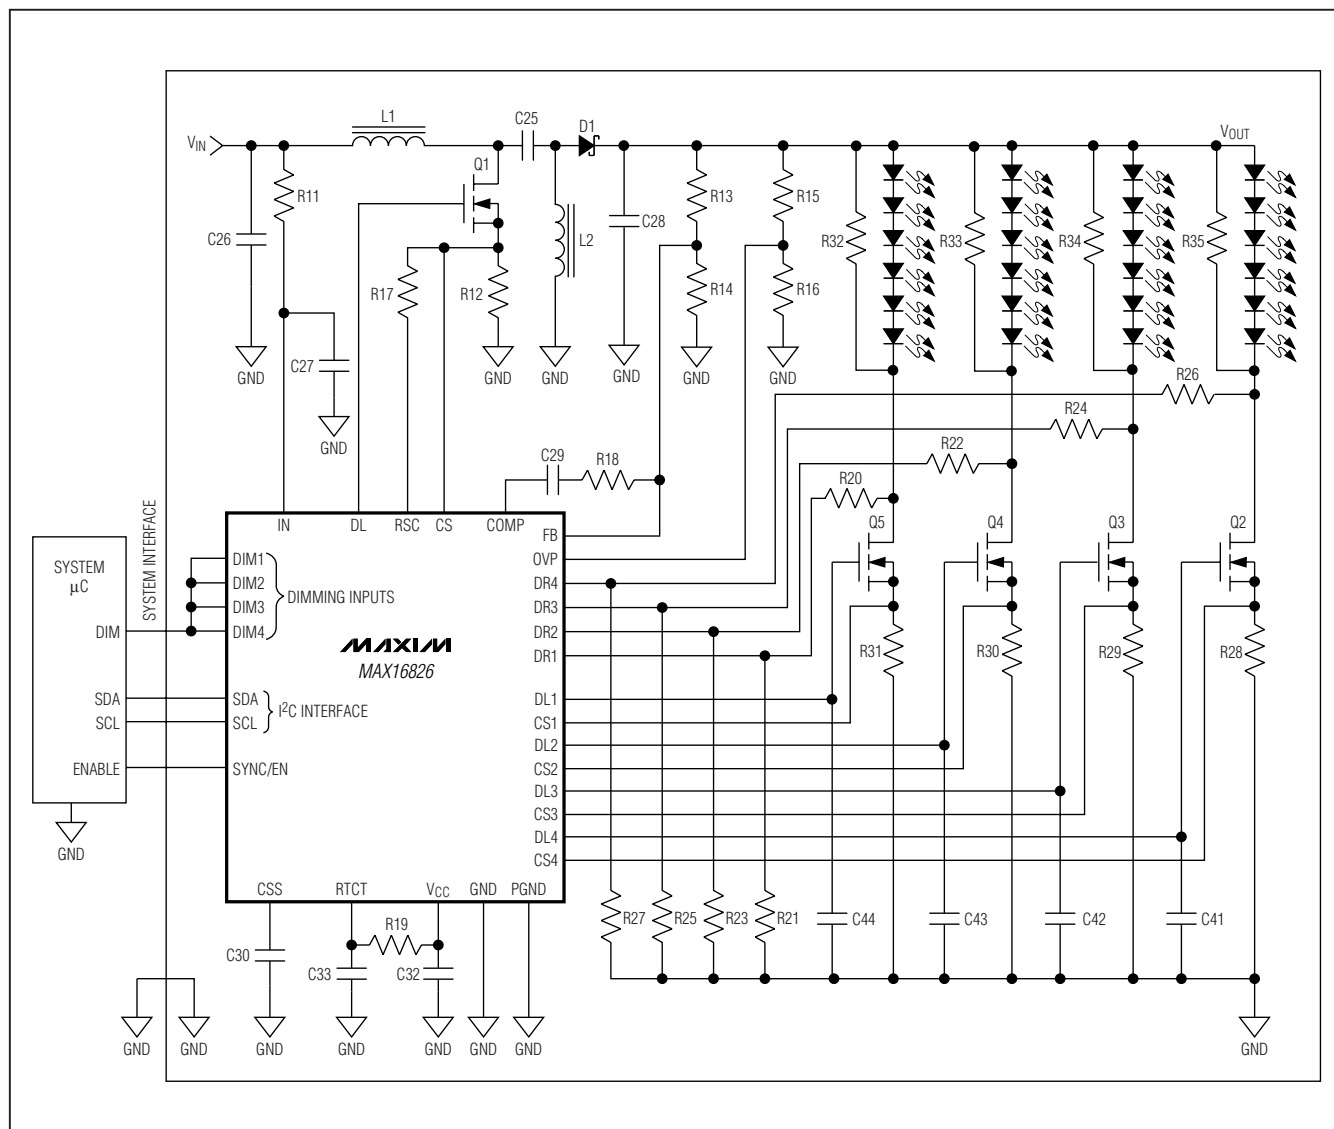 L1
C25
D1
VIN
VOUT
Q1
R11
R13
R15
C26
C28
L2
R32
R33
R34
R35
R17
R12
R14
R16
C27
GND
GND
GND
GND
GND
GND
GND
R26
R24
R22
C29
R18
R20
SYSTEM INTERFACE
IN
DL
RSC
CS
COMP
FB
Q5
Q4
Q3
Q2
SYSTEM
µC
DIM1
DIM2
DIM3
DIM4
DIMMING INPUTS
OVP
DR4
DR3
DR2
DR1
DIM
MAXIM
MAX16826
R31
R30
R29
R28
SDA
SCL
SDA
SCL
I2C INTERFACE
DL1
CS1
DL2
CS2
DL3
CS3
DL4
CS4
ENABLE
SYNC/EN
GND
CSS
RTCT
VCC
GND
PGND
R19
R27
R25
R23
R21
C44
C43
C42
C41
C30
C33
C32
GND
GND
GND
GND
GND
GND
GND
GND